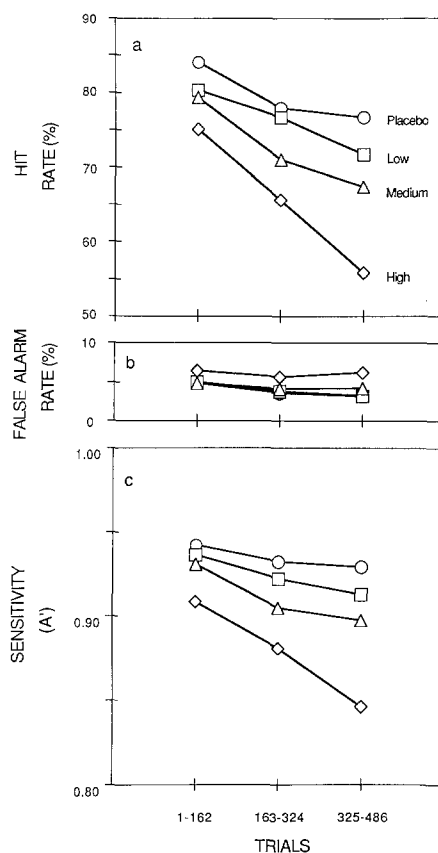 90
a
80
Placebo
Low
HIT
RATE (%)
70
Medium
60
High
50
FALSE ALARM
RATE (%)
10
b
0
1.00
c
SENSITIVITY
(A')
0.90
0.80
1-162 163-324 325-486
TRIALS